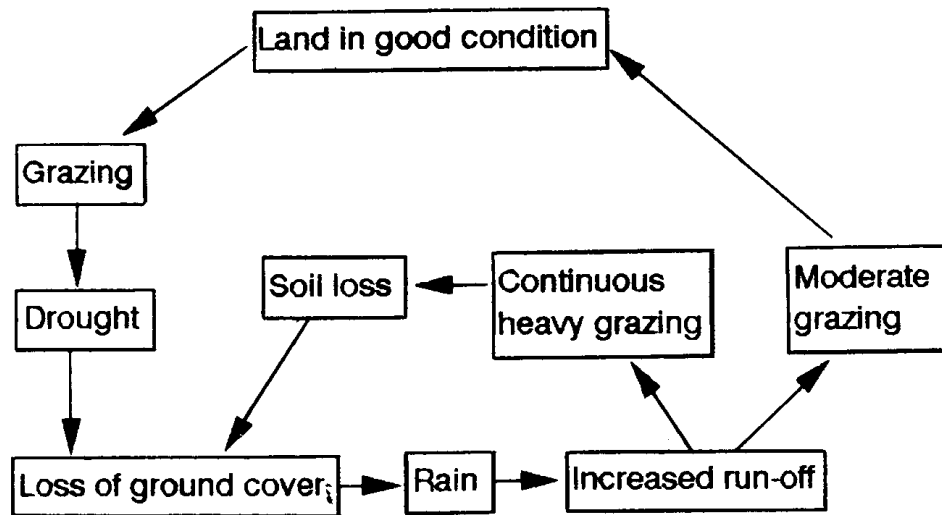 Land in good condition
Grazing
Soil loss
Continuous
heavy grazing
Moderate
grazing
Drought
Loss of ground cover
Rain
Increased run-off